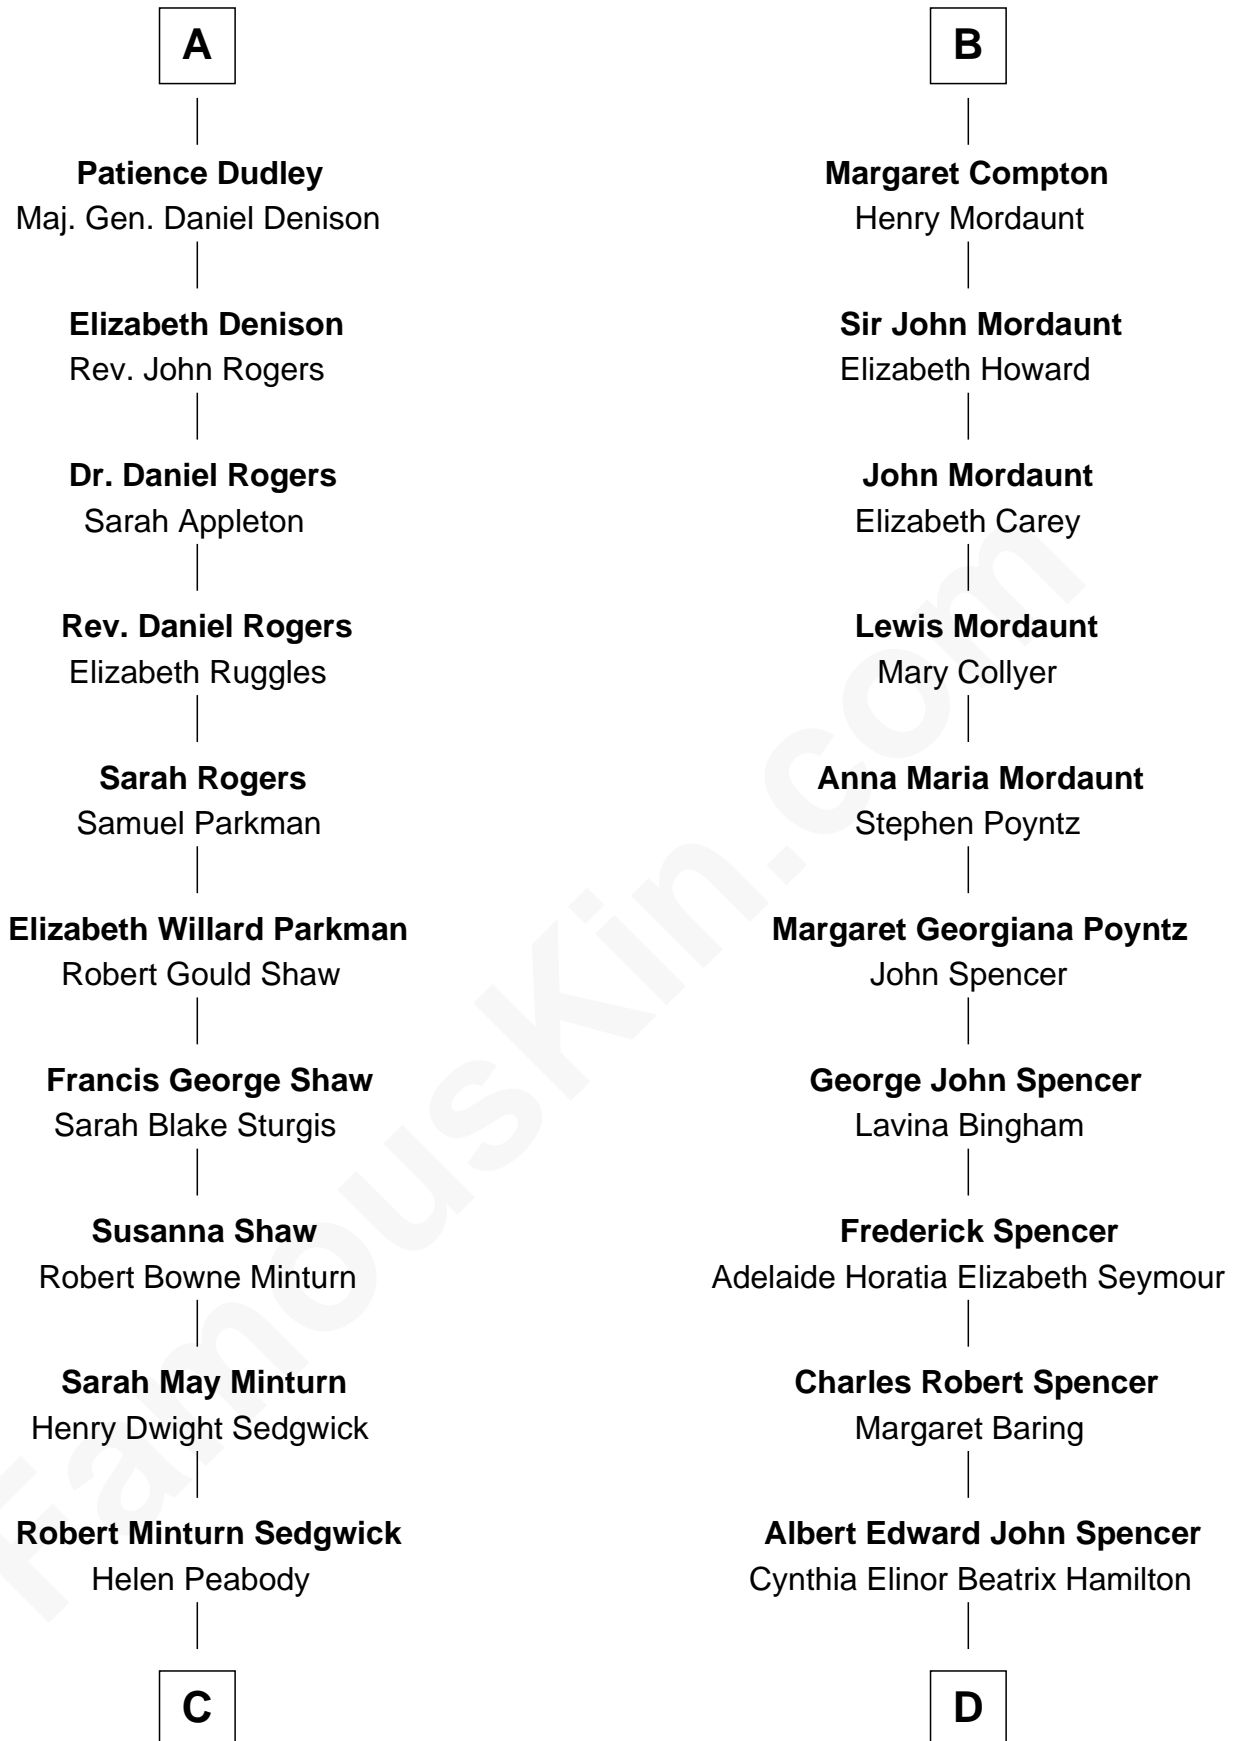 A
Patience Dudley
Maj. Gen. Daniel Denison
Elizabeth Denison
Rev. John Rogers
Dr. Daniel Rogers
Sarah Appleton
Rev. Daniel Rogers
Elizabeth Ruggles
Sarah Rogers
Samuel Parkman
Elizabeth Willard Parkman
Robert Gould Shaw
Francis George Shaw
Sarah Blake Sturgis
Susanna Shaw
Robert Bowne Minturn
Sarah May Minturn
Henry Dwight Sedgwick
Robert Minturn Sedgwick
Helen Peabody
C
B
Margaret Compton
Henry Mordaunt
Sir John Mordaunt
Elizabeth Howard
John Mordaunt
Elizabeth Carey
Lewis Mordaunt
Mary Collyer
Anna Maria Mordaunt
Stephen Poyntz
Margaret Georgiana Poyntz
John Spencer
George John Spencer
Lavina Bingham
Frederick Spencer
Adelaide Horatia Elizabeth Seymour
Charles Robert Spencer
Margaret Baring
Albert Edward John Spencer
Cynthia Elinor Beatrix Hamilton
D
FamousKin.com